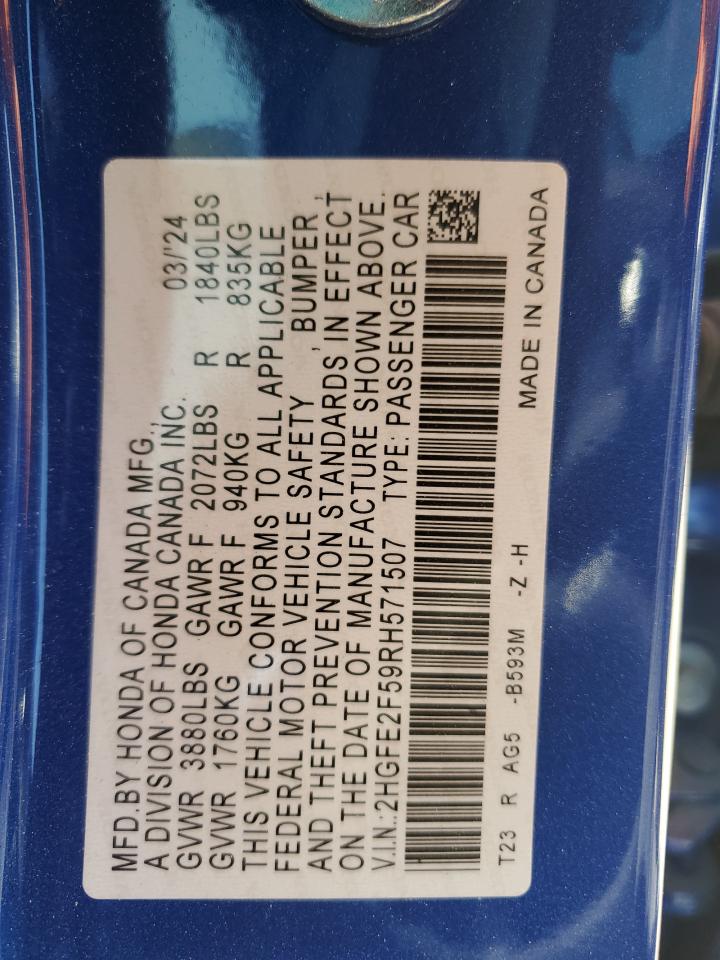 MFD.BY HONDA OF CANADA MFG., 03/'24
A DIVISION OF HONDA CANADA INC.
GVWR 3880LBS GAWR F 2072LBS R 1840LBS
GVWR 1760KG GAWR F 940KG R 835KG
THIS VEHICLE CONFORMS TO ALL APPLICABLE
FEDERAL MOTOR VEHICLE SAFETY , BUMPER ,
AND THEFT PREVENTION STANDARDS IN EFFECT
ON THE DATE OF MANUFACTURE SHOWN ABOVE.
V.I.N.:2HGFE2F59RH571507 TYPE: PASSENGER CAR
T23 R AG5 -B593M -Z -H MADE IN CANADA